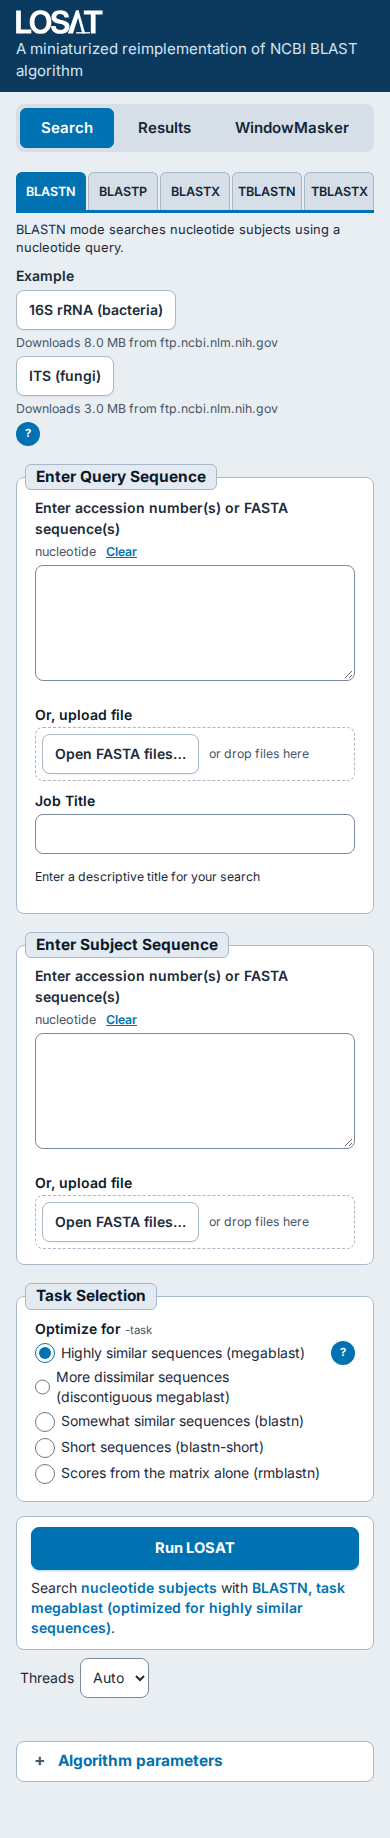 LOSAT
A miniaturized reimplementation of NCBI BLAST
algorithm
Search
Results
WindowMasker
BLASTN
BLASTP
BLASTX
TBLASTN
TBLASTX
BLASTN mode searches nucleotide subjects using a
nucleotide query.
Example
16S rRNA (bacteria)
Downloads 8.0 MB from ftp.ncbi.nlm.nih.gov
ITS (fungi)
Downloads 3.0 MB from ftp.ncbi.nlm.nih.gov
?
Enter Query Sequence
Enter accession number(s) or FASTA
sequence(s)
nucleotide Clear
Or, upload file
Open FASTA files... or drop files here
Job Title
Enter a descriptive title for your search
Enter Subject Sequence
Enter accession number(s) or FASTA
sequence(s)
nucleotide Clear
Or, upload file
Open FASTA files... or drop files here
Task Selection
Optimize for -task
Highly similar sequences (megablast) ?
More dissimilar sequences
(discontiguous megablast)
Somewhat similar sequences (blastn)
Short sequences (blastn-short)
Scores from the matrix alone (rmblastn)
Run LOSAT
Search nucleotide subjects with BLASTN, task
megablast (optimized for highly similar
sequences).
Threads Auto
+ Algorithm parameters